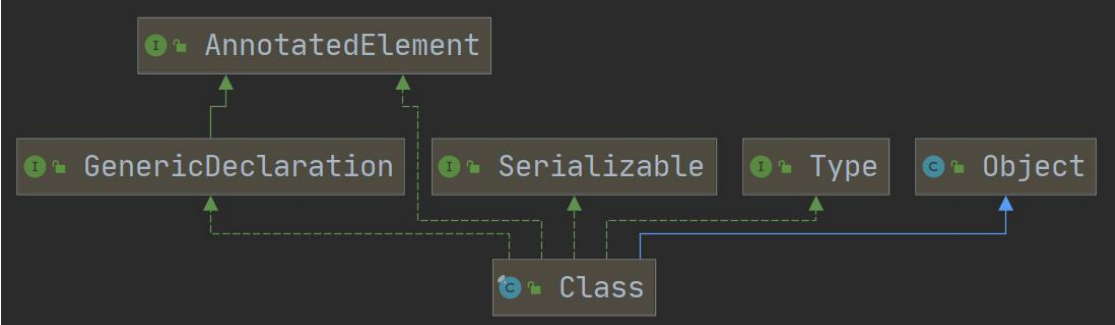 I AnnotatedElement
I GenericDeclaration
I Serializable
I Type
C Object
C Class